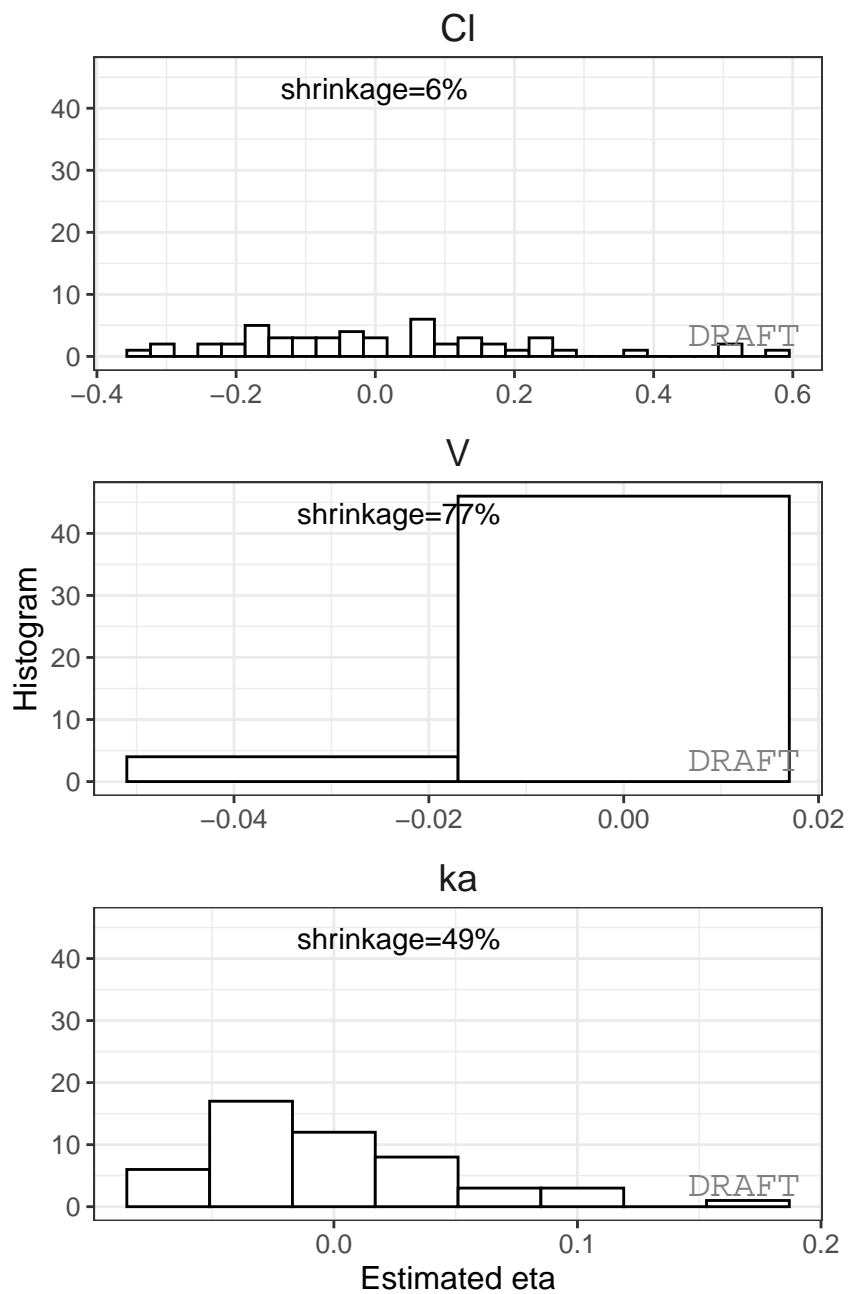 Cl
shrinkage=6%
40
30
20
10
0
DRAFT
−0.4 −0.2 0.0 0.2 0.4 0.6
V
shrinkage=77%
40
30
20
10
0
Histogram
DRAFT
−0.04 −0.02 0.00 0.02
ka
shrinkage=49%
40
30
20
10
0
DRAFT
0.0 0.1 0.2
Estimated eta